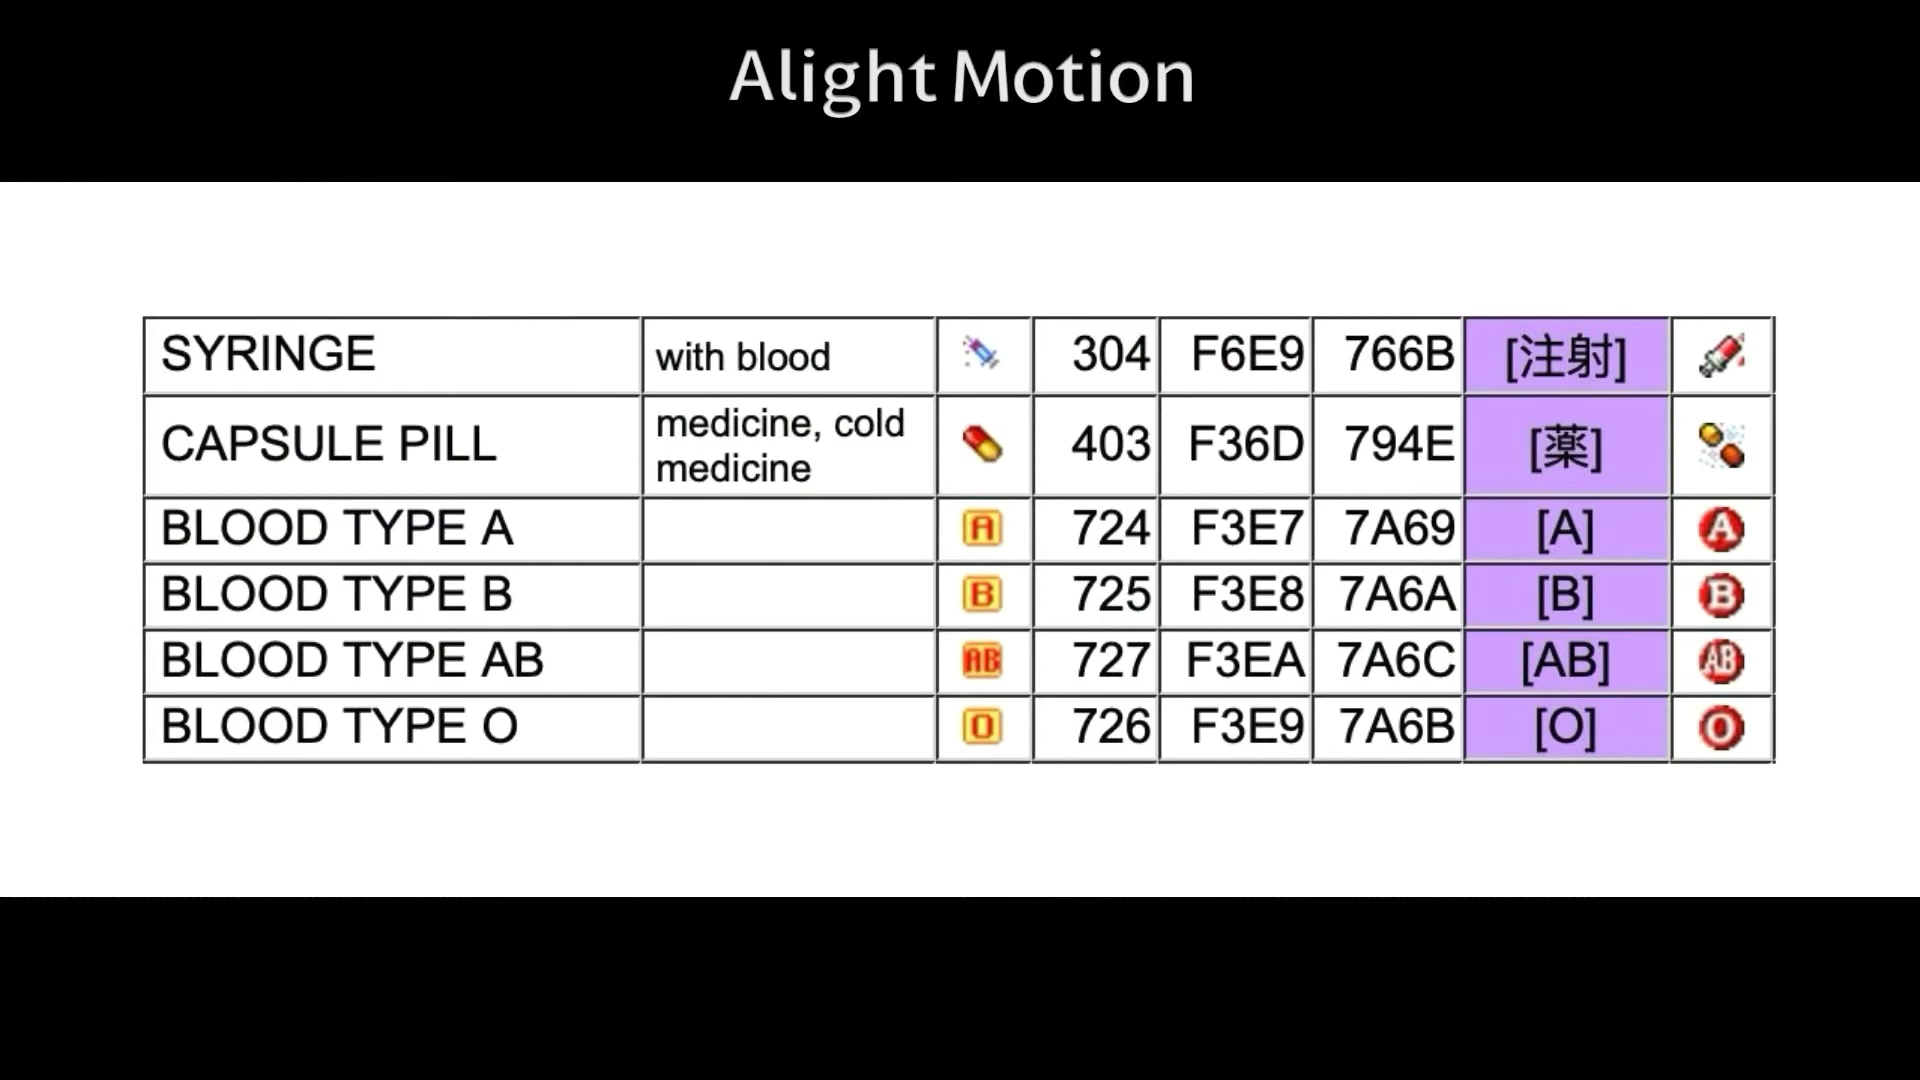 Alight Motion
SYRINGE with blood 304 F6E9 766B [注射]
CAPSULE PILL medicine, cold medicine 403 F36D 794E [薬]
BLOOD TYPE A A 724 F3E7 7A69 [A] A
BLOOD TYPE B B 725 F3E8 7A6A [B] B
BLOOD TYPE AB AB 727 F3EA 7A6C [AB] AB
BLOOD TYPE O O 726 F3E9 7A6B [O] O